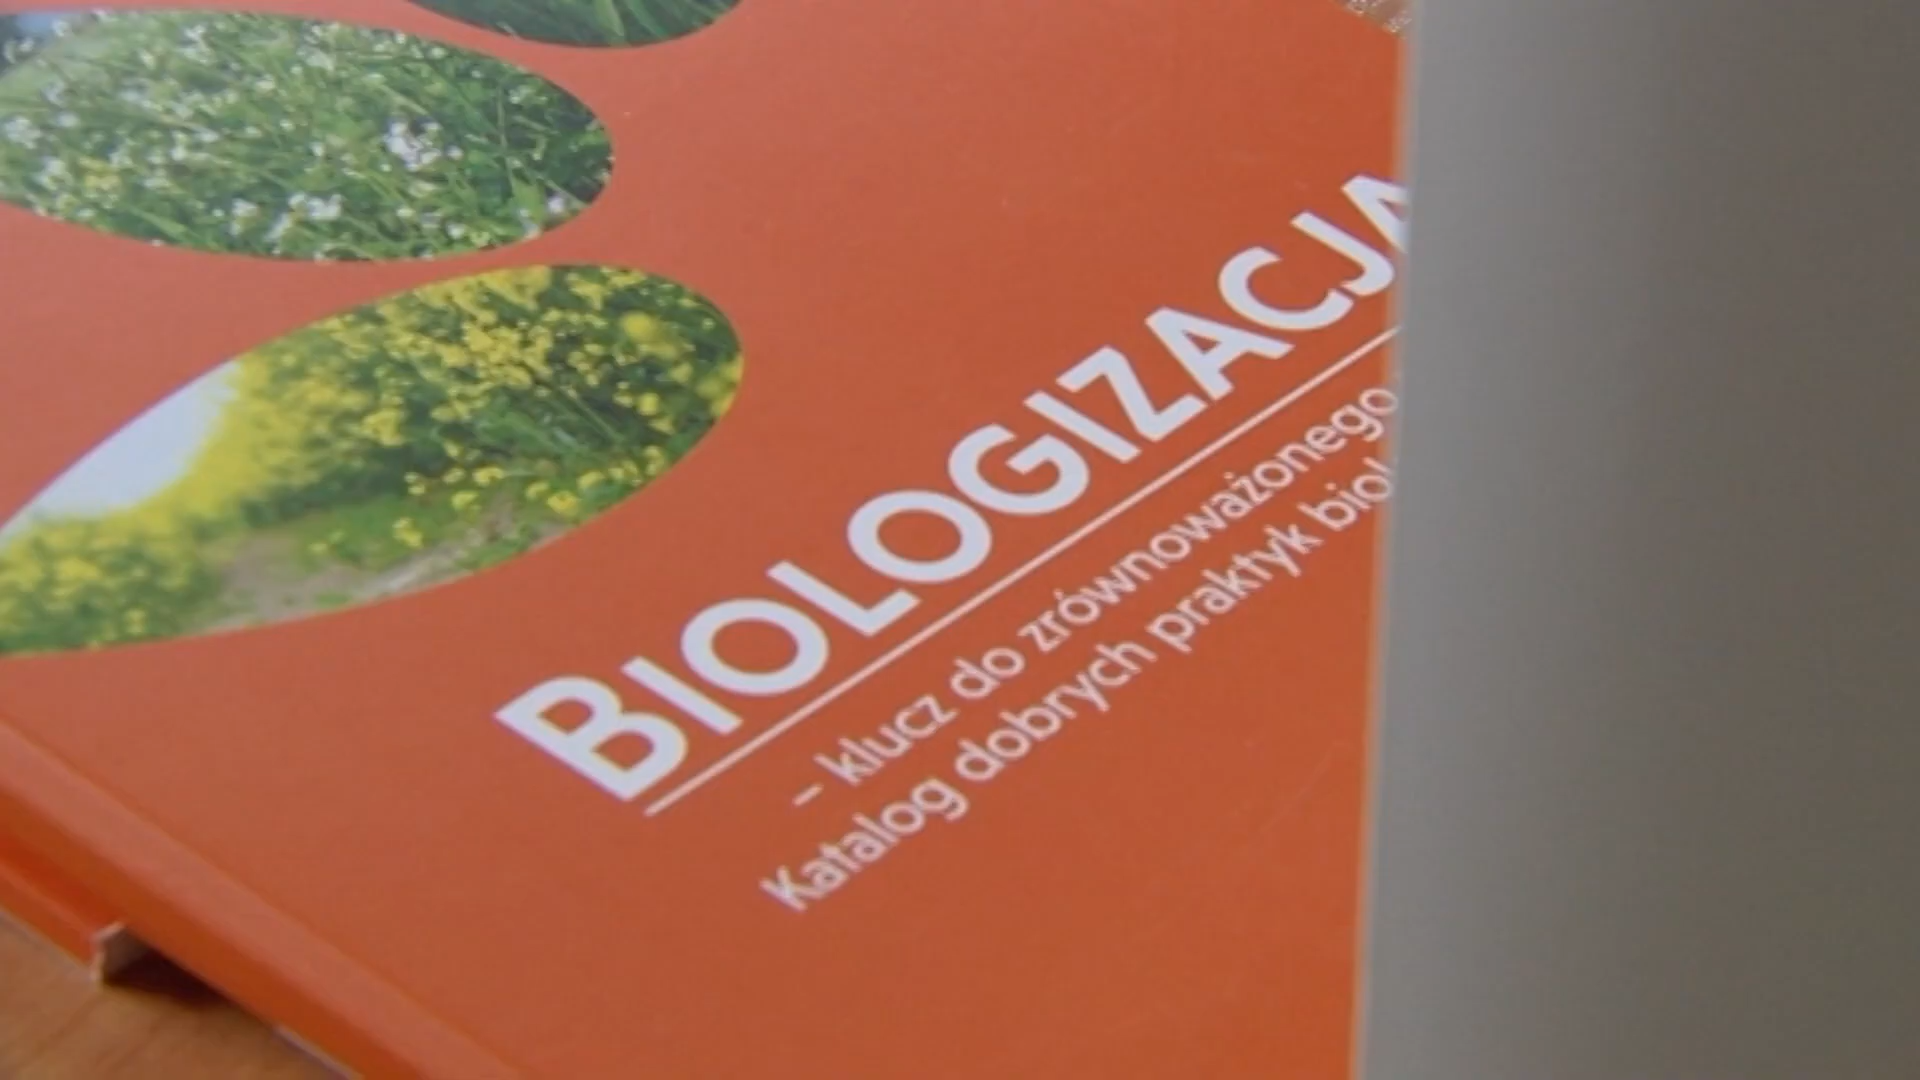 BIOLOGIZACJA
– klucz do zrównoważonego
Katalog dobrych praktyk